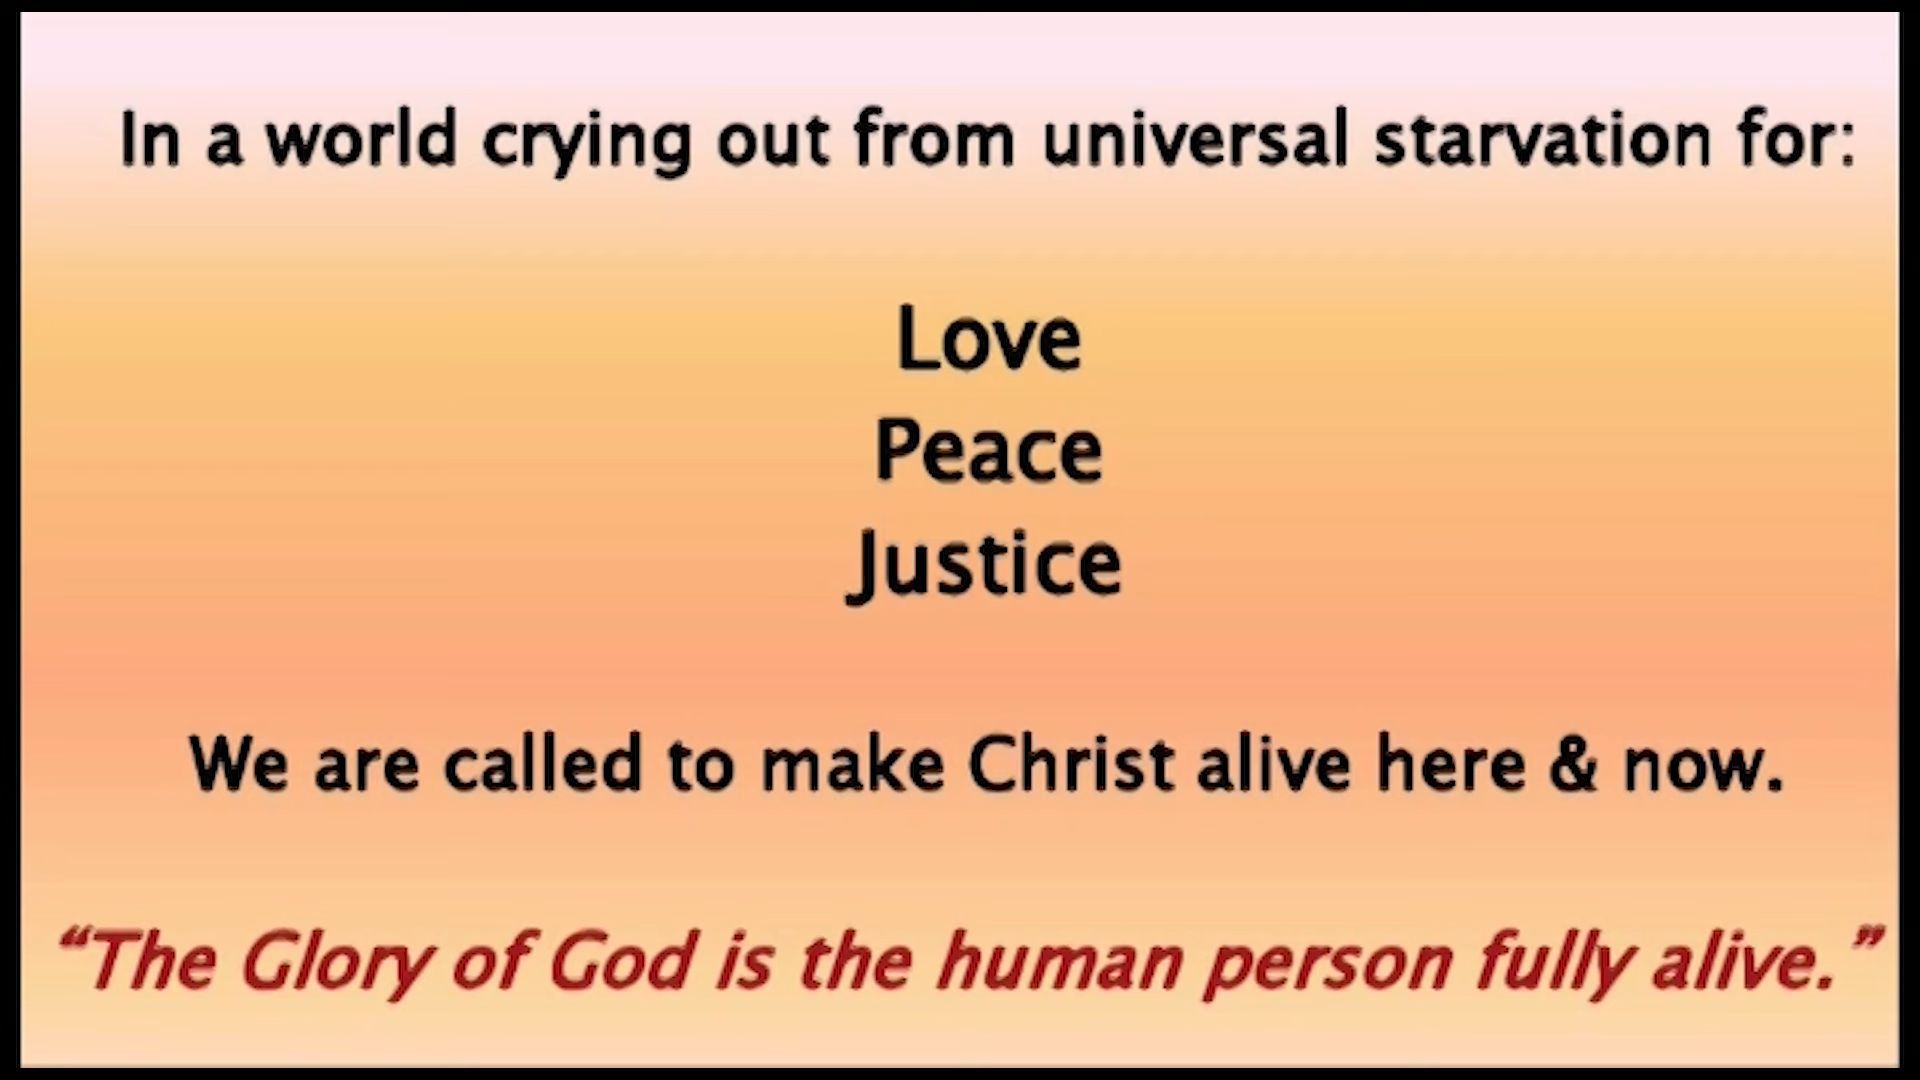 In a world crying out from universal starvation for:
Love
Peace
Justice
We are called to make Christ alive here & now.
“The Glory of God is the human person fully alive.”